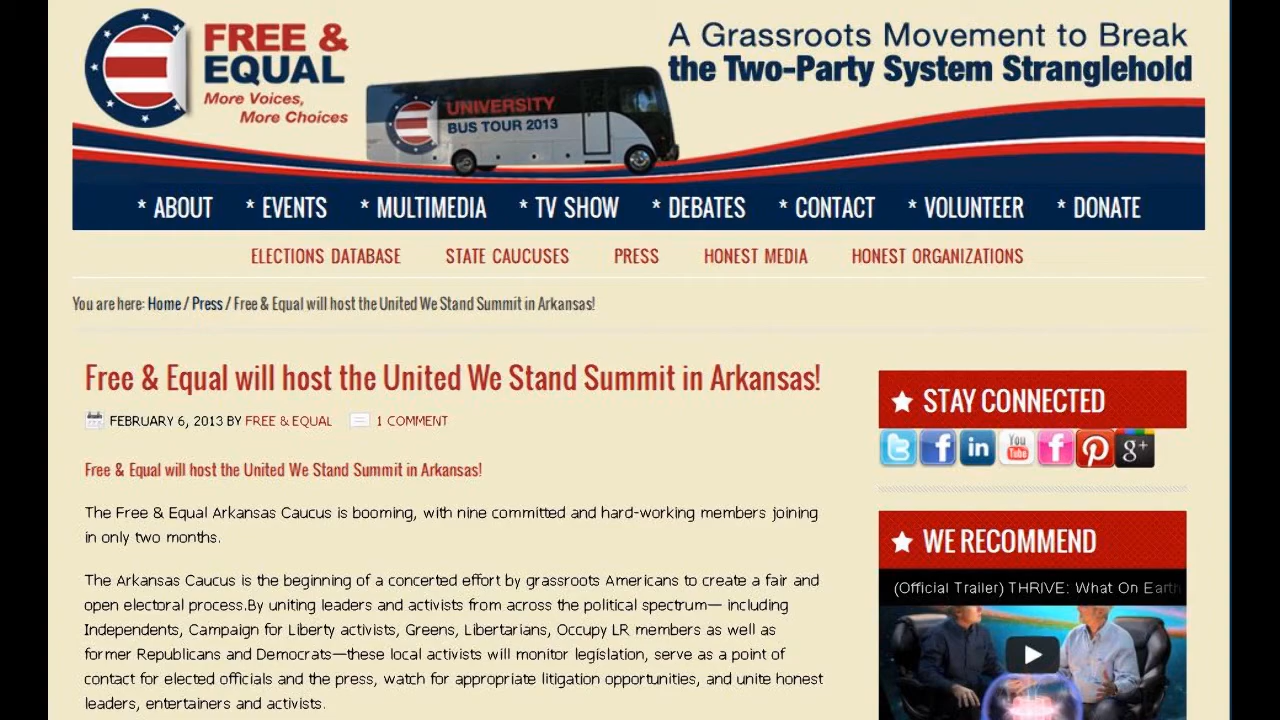 FREE &
EQUAL
More Voices,
More Choices
UNIVERSITY
BUS TOUR 2013
A Grassroots Movement to Break
the Two-Party System Stranglehold
* ABOUT * EVENTS * MULTIMEDIA * TV SHOW * DEBATES * CONTACT * VOLUNTEER * DONATE
ELECTIONS DATABASE STATE CAUCUSES PRESS HONEST MEDIA HONEST ORGANIZATIONS
You are here: Home / Press / Free & Equal will host the United We Stand Summit in Arkansas!
Free & Equal will host the United We Stand Summit in Arkansas!
FEBRUARY 6, 2013 BY FREE & EQUAL 1 COMMENT
Free & Equal will host the United We Stand Summit in Arkansas!
The Free & Equal Arkansas Caucus is booming, with nine committed and hard-working members joining
in only two months.
The Arkansas Caucus is the beginning of a concerted effort by grassroots Americans to create a fair and
open electoral process.By uniting leaders and activists from across the political spectrum— including
Independents, Campaign for Liberty activists, Greens, Libertarians, Occupy LR members as well as
former Republicans and Democrats—these local activists will monitor legislation, serve as a point of
contact for elected officials and the press, watch for appropriate litigation opportunities, and unite honest
leaders, entertainers and activists.
STAY CONNECTED
t f in You Tube f P g+
WE RECOMMEND
(Official Trailer) THRIVE: What On Earth